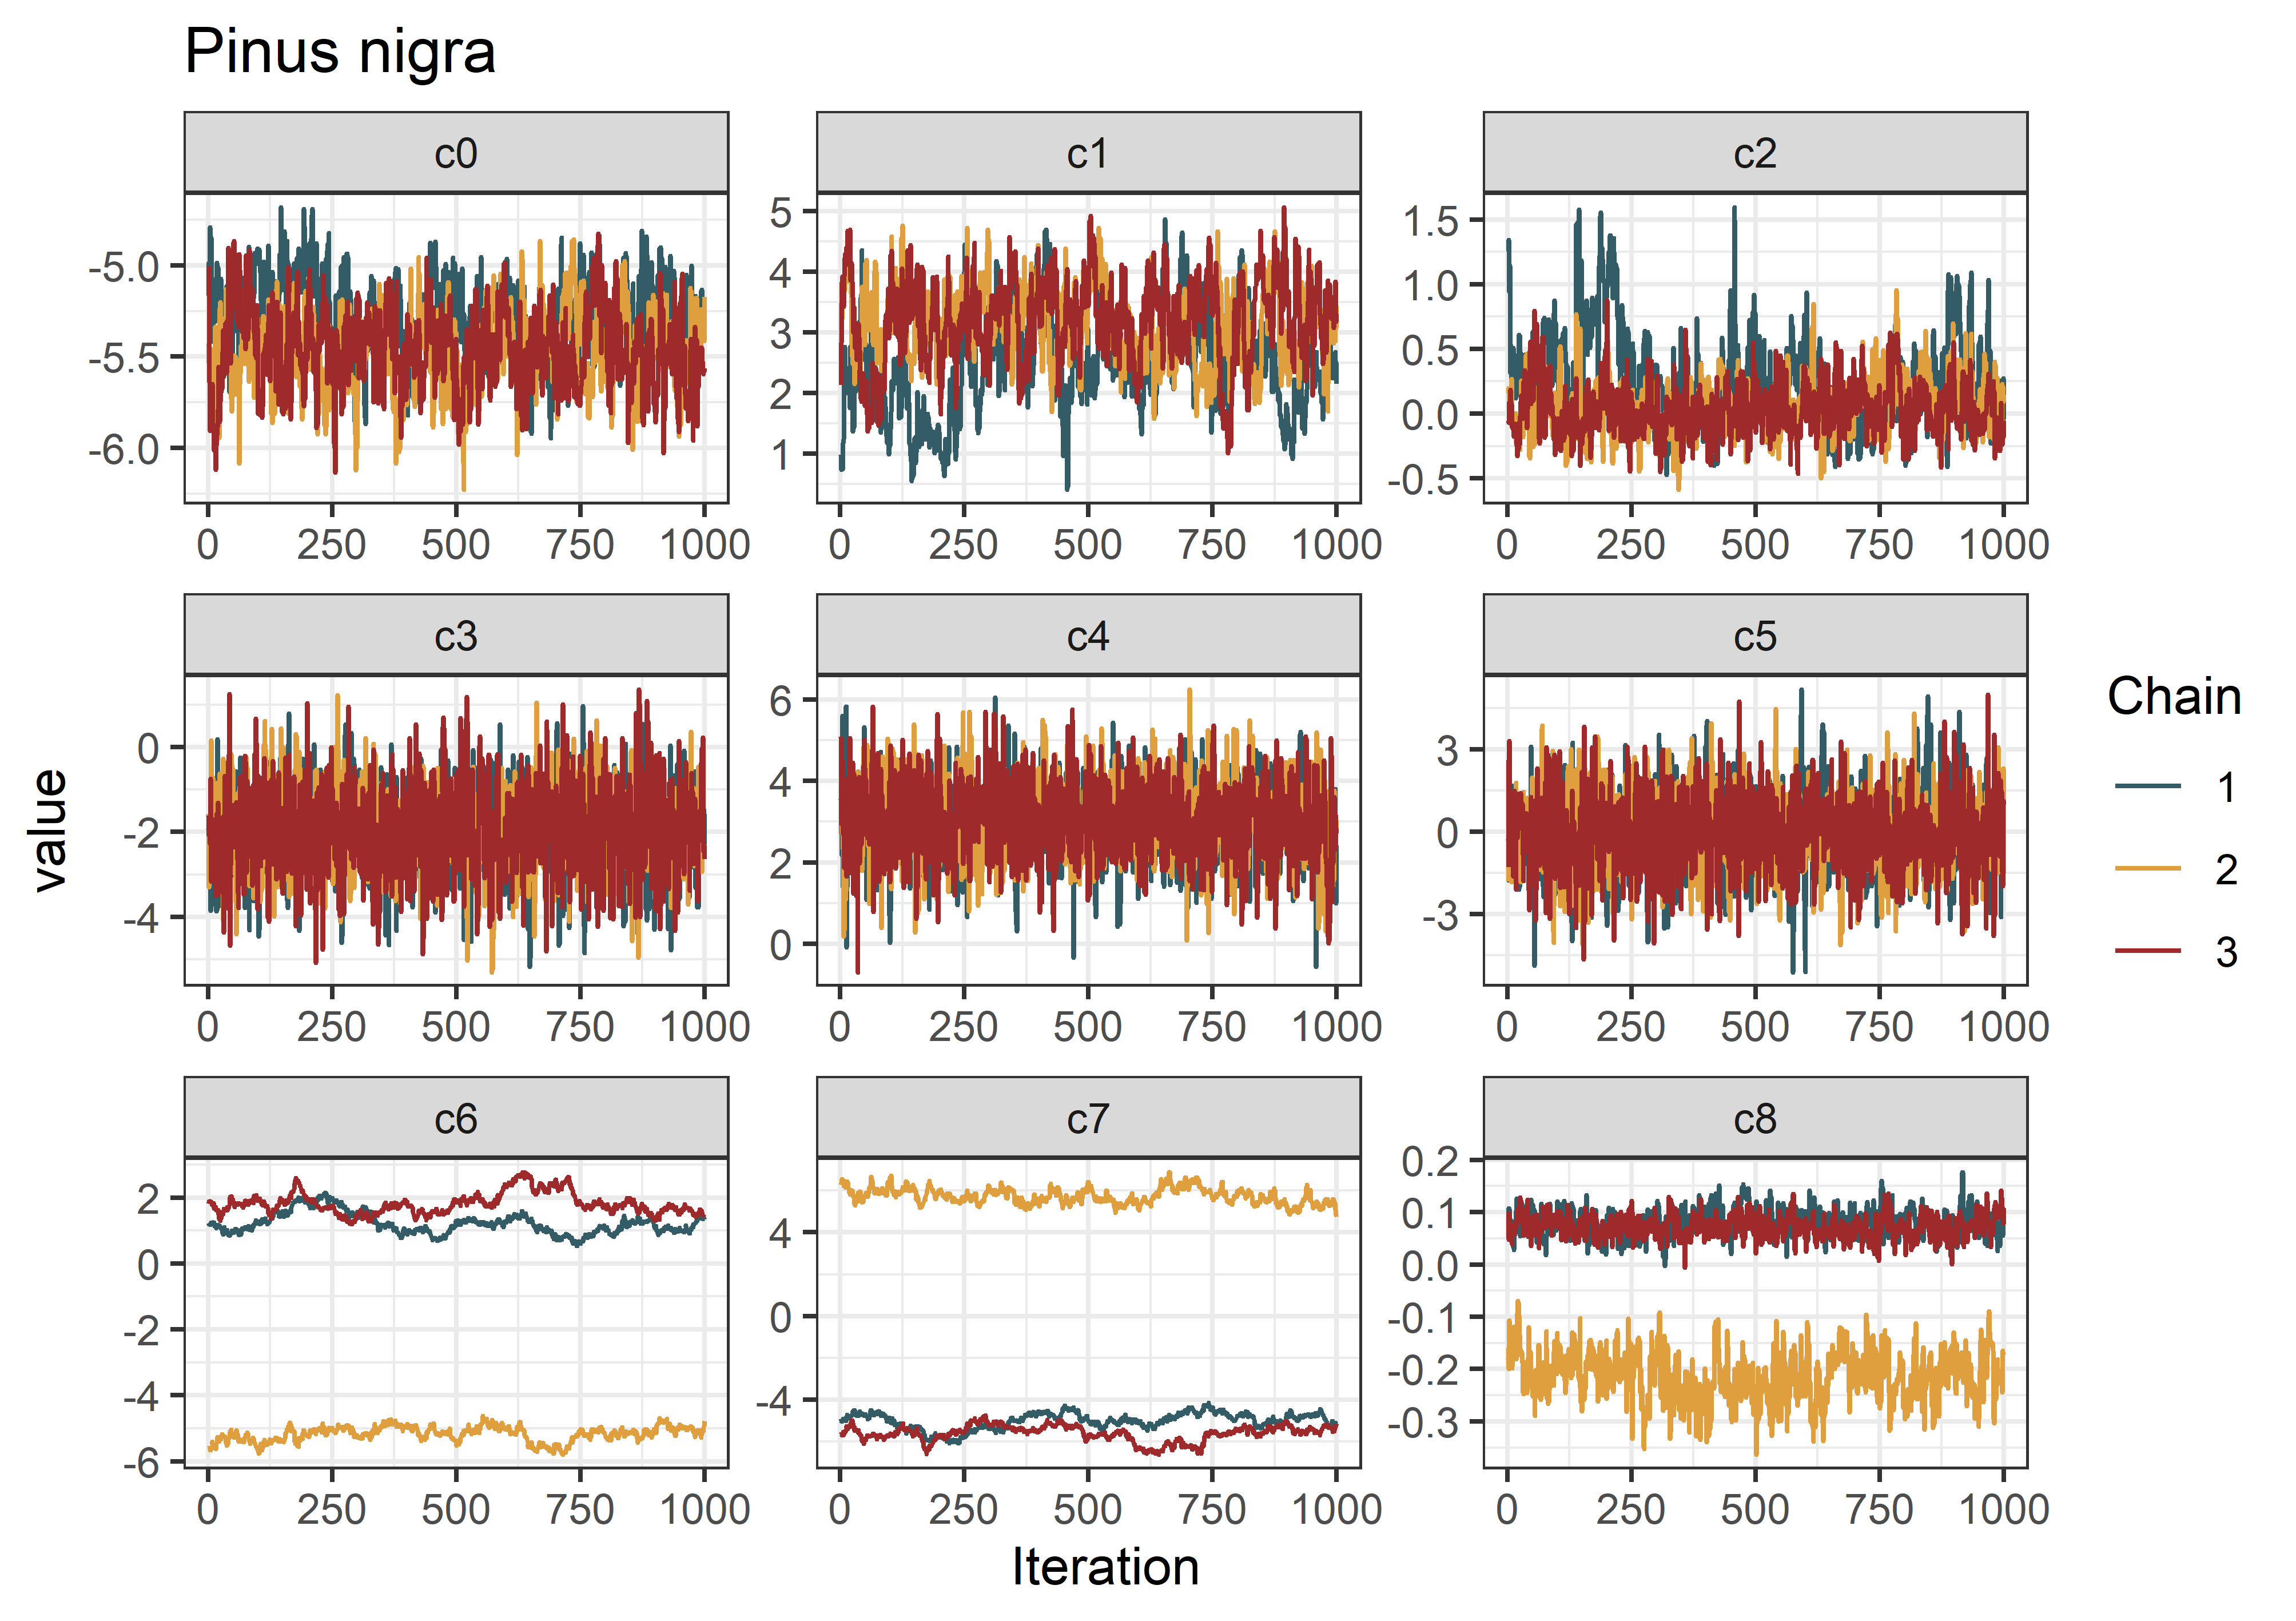 Pinus nigra
c0 c1 c2
-5.0 -5.5 -6.0
5 4 3 2 1
1.5 1.0 0.5 0.0 -0.5
0 250 500 750 1000 0 250 500 750 1000 0 250 500 750 1000
c3 c4 c5
0 -2 -4
6 4 2 0
3 0 -3
0 250 500 750 1000 0 250 500 750 1000 0 250 500 750 1000
c6 c7 c8
2 0 -2 -4 -6
4 0 -4
0.2 0.1 0.0 -0.1 -0.2 -0.3
0 250 500 750 1000 0 250 500 750 1000 0 250 500 750 1000
value
Iteration
Chain
1
2
3